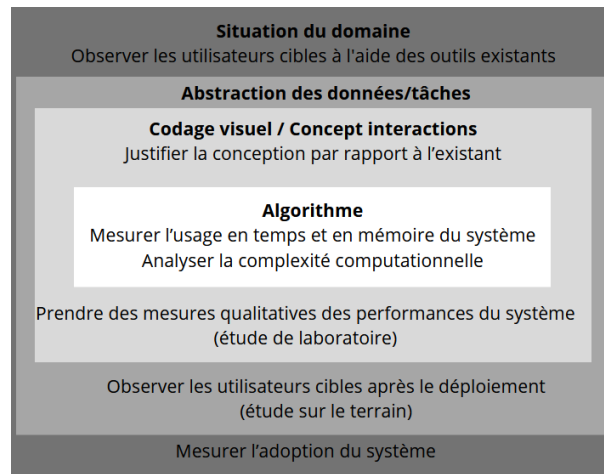 Situation du domaine
Observer les utilisateurs cibles à l'aide des outils existants
Abstraction des données/tâches
Codage visuel / Concept interactions
Justifier la conception par rapport à l’existant
Algorithme
Mesurer l’usage en temps et en mémoire du système
Analyser la complexité computationnelle
Prendre des mesures qualitatives des performances du système
(étude de laboratoire)
Observer les utilisateurs cibles après le déploiement
(étude sur le terrain)
Mesurer l’adoption du système